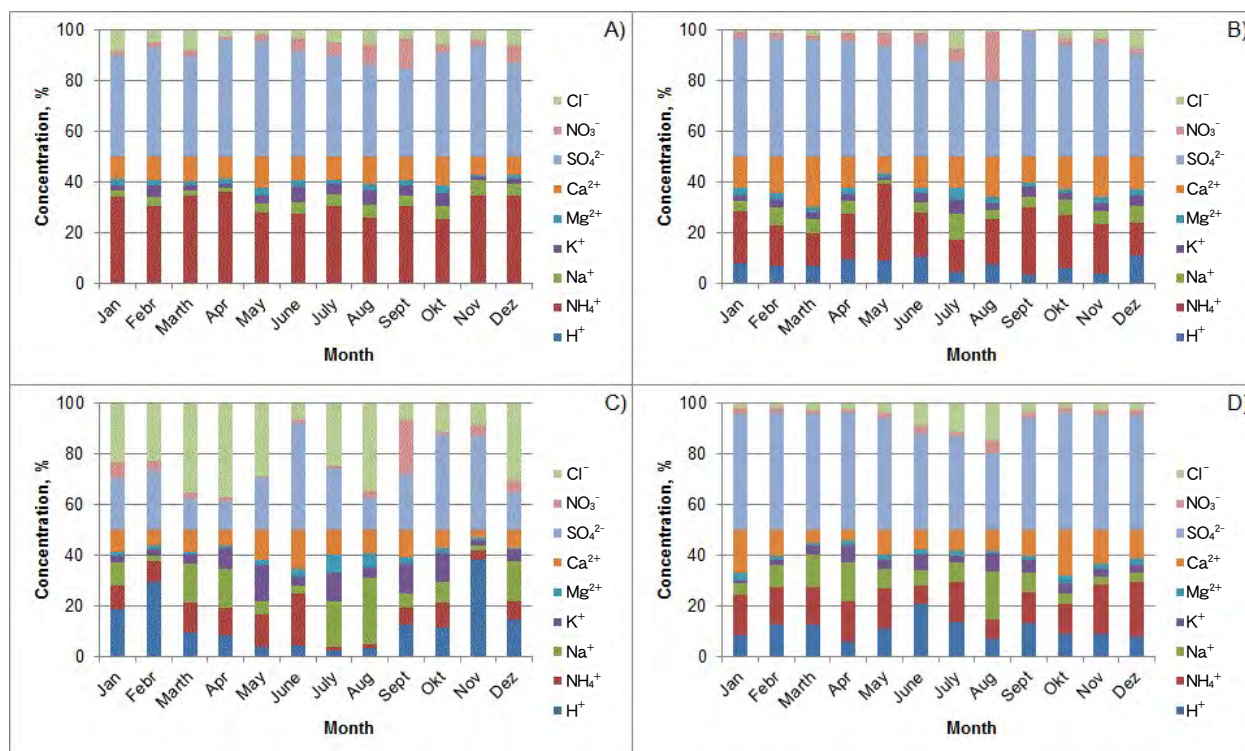 A)
Concentration, %
100
80
60
40
20
0
Jan Febr Marth Apr May June July Aug Sept Okt Nov Dez
Month
Cl⁻
NO₃⁻
SO₄²⁻
Ca²⁺
Mg²⁺
K⁺
Na⁺
NH₄⁺
H⁺
B)
Concentration, %
100
80
60
40
20
0
Jan Febr Marth Apr May June July Aug Sept Okt Nov Dez
Month
Cl⁻
NO₃⁻
SO₄²⁻
Ca²⁺
Mg²⁺
K⁺
Na⁺
NH₄⁺
H⁺
C)
Concentration, %
100
80
60
40
20
0
Jan Febr Marth Apr May June July Aug Sept Okt Nov Dez
Month
Cl⁻
NO₃⁻
SO₄²⁻
Ca²⁺
Mg²⁺
K⁺
Na⁺
NH₄⁺
H⁺
D)
Concentration, %
100
80
60
40
20
0
Jan Febr Marth Apr May June July Aug Sept Okt Nov Dez
Month
Cl⁻
NO₃⁻
SO₄²⁻
Ca²⁺
Mg²⁺
K⁺
Na⁺
NH₄⁺
H⁺